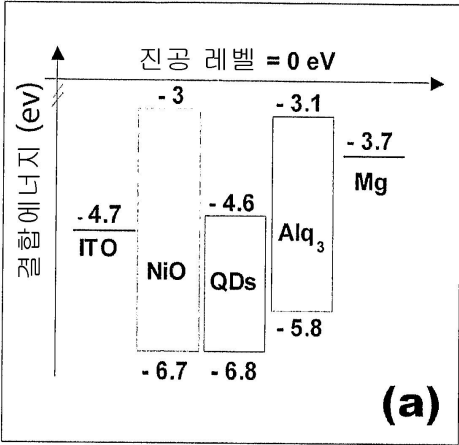 진공 레벨 = 0 eV
결합에너지 (ev)
- 3
- 3.1
- 3.7
Mg
- 4.7
ITO
- 4.6
NiO
QDs
Alq3
- 5.8
- 6.7
- 6.8
(a)